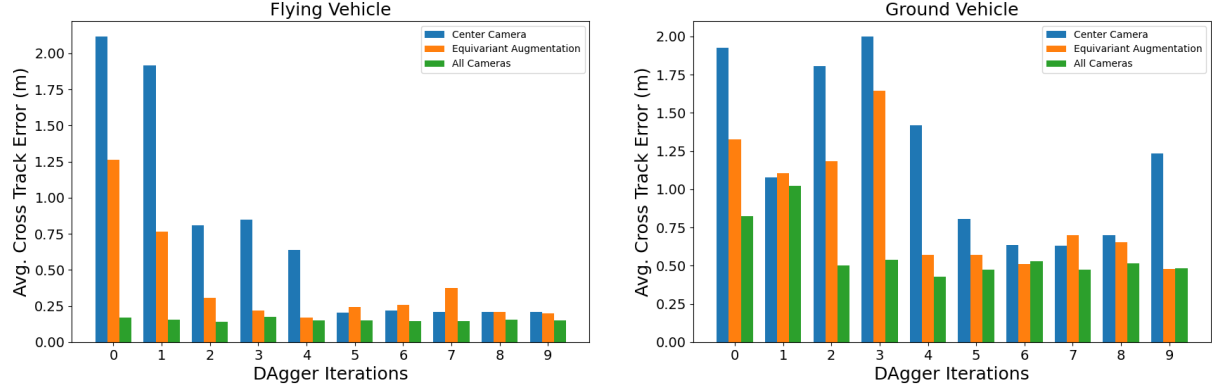 Flying Vehicle
Avg. Cross Track Error (m)
2.00
1.75
1.50
1.25
1.00
0.75
0.50
0.25
0.00
Center Camera
Equivariant Augmentation
All Cameras
0 1 2 3 4 5 6 7 8 9
DAgger Iterations
Ground Vehicle
Avg. Cross Track Error (m)
2.00
1.75
1.50
1.25
1.00
0.75
0.50
0.25
0.00
Center Camera
Equivariant Augmentation
All Cameras
0 1 2 3 4 5 6 7 8 9
DAgger Iterations